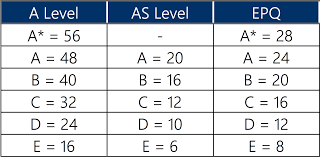 A Level AS Level EPQ
A* = 56 - A* = 28
A = 48 A = 20 A = 24
B = 40 B = 16 B = 20
C = 32 C = 12 C = 16
D = 24 D = 10 D = 12
E = 16 E = 6 E = 8